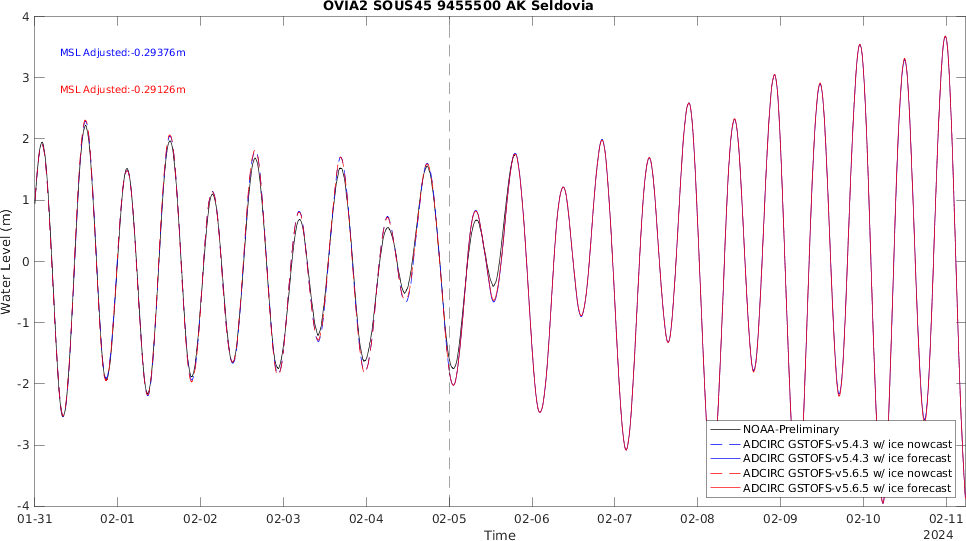 OVIA2 SOUS45 9455500 AK Seldovia
MSL Adjusted:-0.29376m
MSL Adjusted:-0.29126m
Water Level (m)
4
3
2
1
0
-1
-2
-3
-4
NOAA-Preliminary
ADCIRC GSTOFS-v5.4.3 w/ ice nowcast
ADCIRC GSTOFS-v5.4.3 w/ ice forecast
ADCIRC GSTOFS-v5.6.5 w/ ice nowcast
ADCIRC GSTOFS-v5.6.5 w/ ice forecast
01-31 02-01 02-02 02-03 02-04 02-05 02-06 02-07 02-08 02-09 02-10 02-11
Time
2024